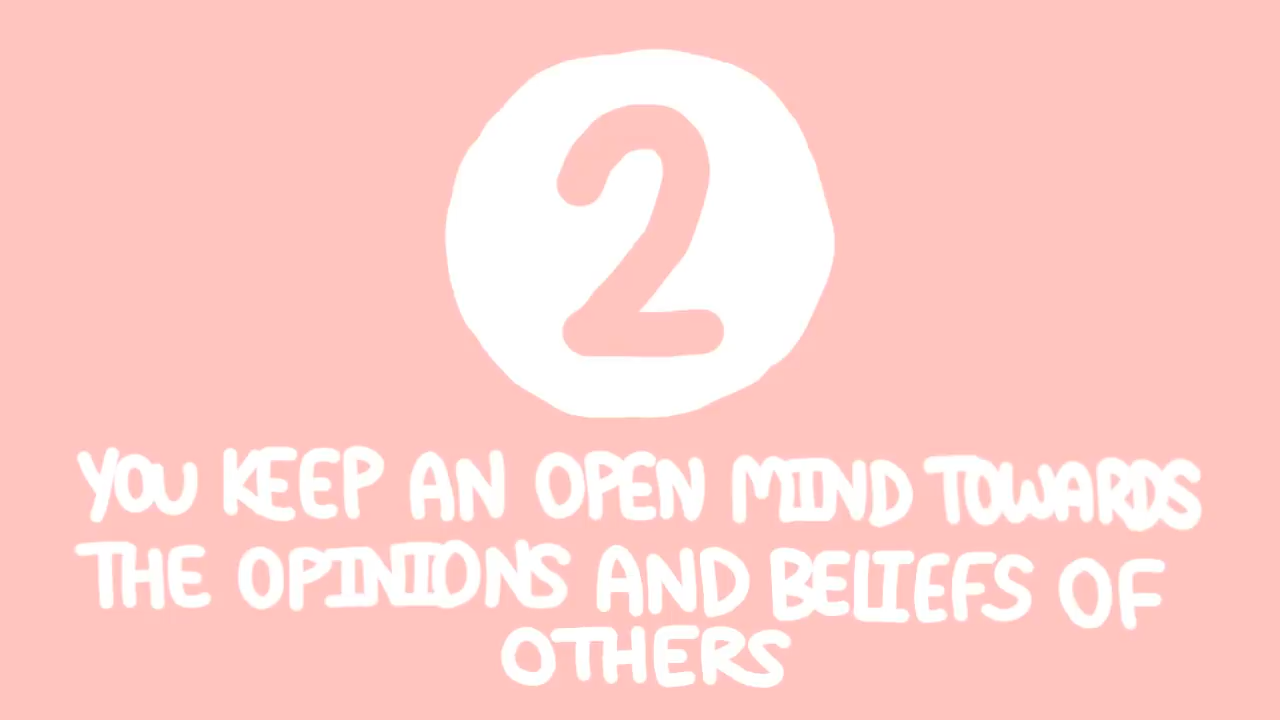 2
YOU KEEP AN OPEN MIND TOWARDS
THE OPINIONS AND BELIEFS OF
OTHERS